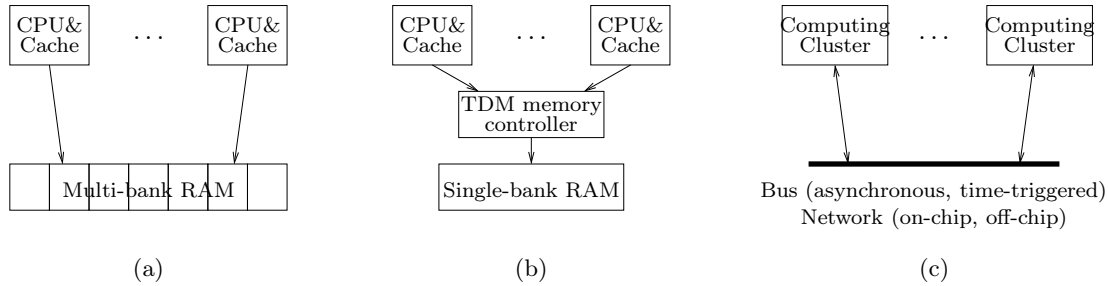 CPU&
Cache
. . .
CPU&
Cache
Multi-bank RAM
(a)
CPU&
Cache
. . .
CPU&
Cache
TDM memory
controller
Single-bank RAM
(b)
Computing
Cluster
. . .
Computing
Cluster
Bus (asynchronous, time-triggered)
Network (on-chip, off-chip)
(c)